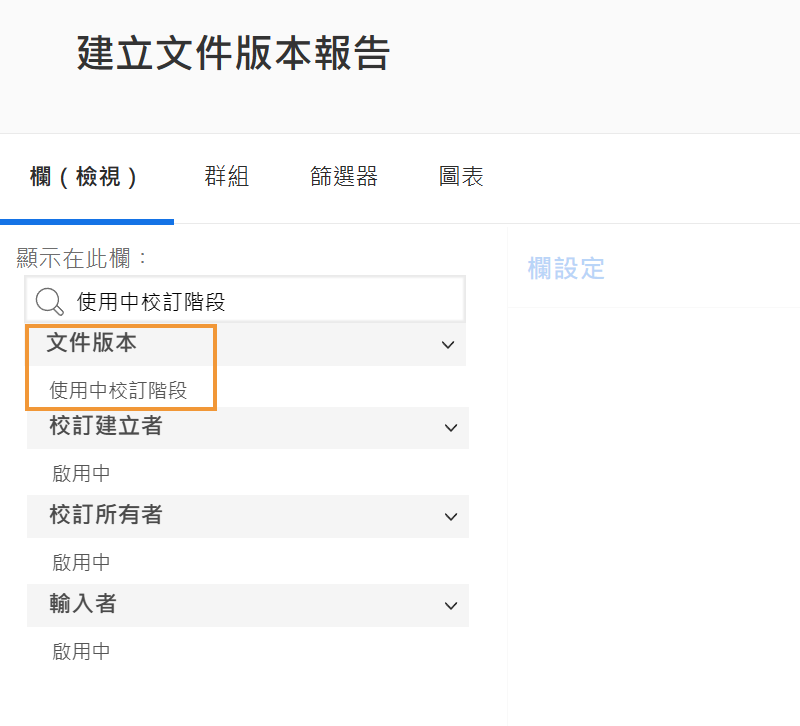 建立文件版本報告
欄（檢視） 群組 篩選器 圖表
顯示在此欄：
欄設定
使用中校訂階段
文件版本
使用中校訂階段
校訂建立者
啟用中
校訂所有者
啟用中
輸入者
啟用中